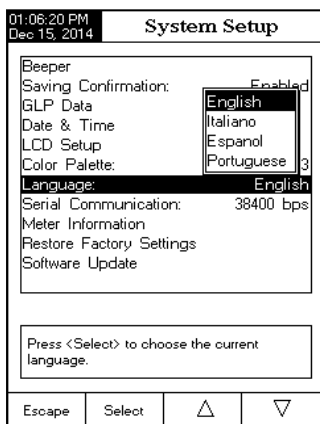 01:06:20 PM
Dec 15, 2014
System Setup
Beeper
Saving Confirmation: Enabled
GLP Data
Date & Time
LCD Setup
Color Palette: 3
English
Italiano
Espanol
Portuguese
Language: English
Serial Communication: 38400 bps
Meter Information
Restore Factory Settings
Software Update
Press <Select> to choose the current
language.
Escape Select